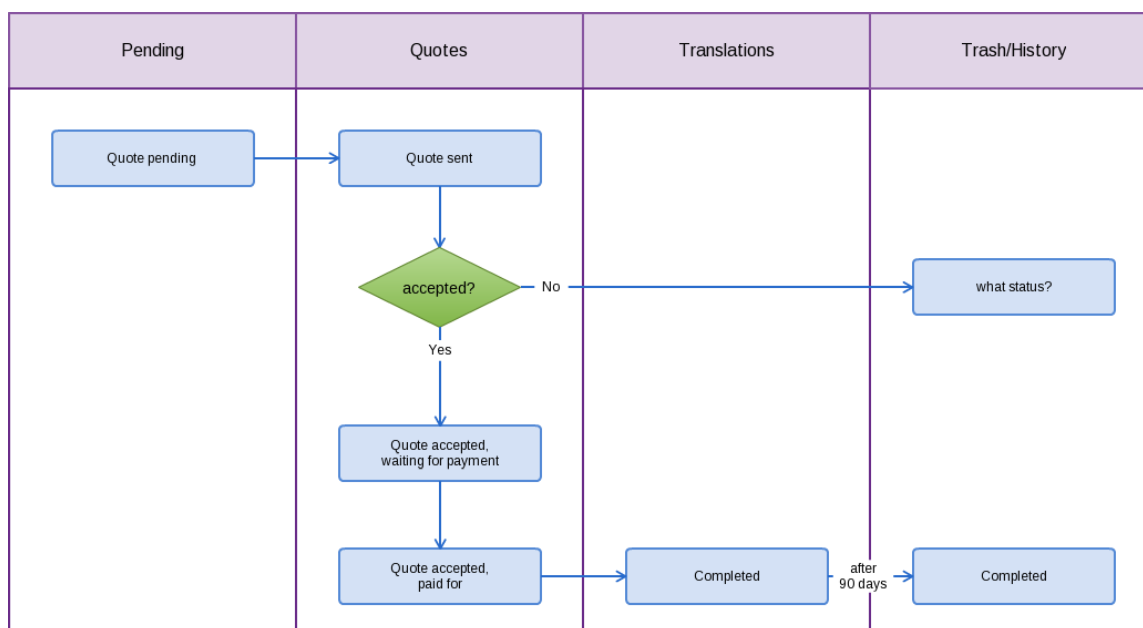 Pending
Quotes
Translations
Trash/History
Quote pending
Quote sent
accepted?
No
what status?
Yes
Quote accepted,
waiting for payment
Quote accepted,
paid for
Completed
after
90 days
Completed